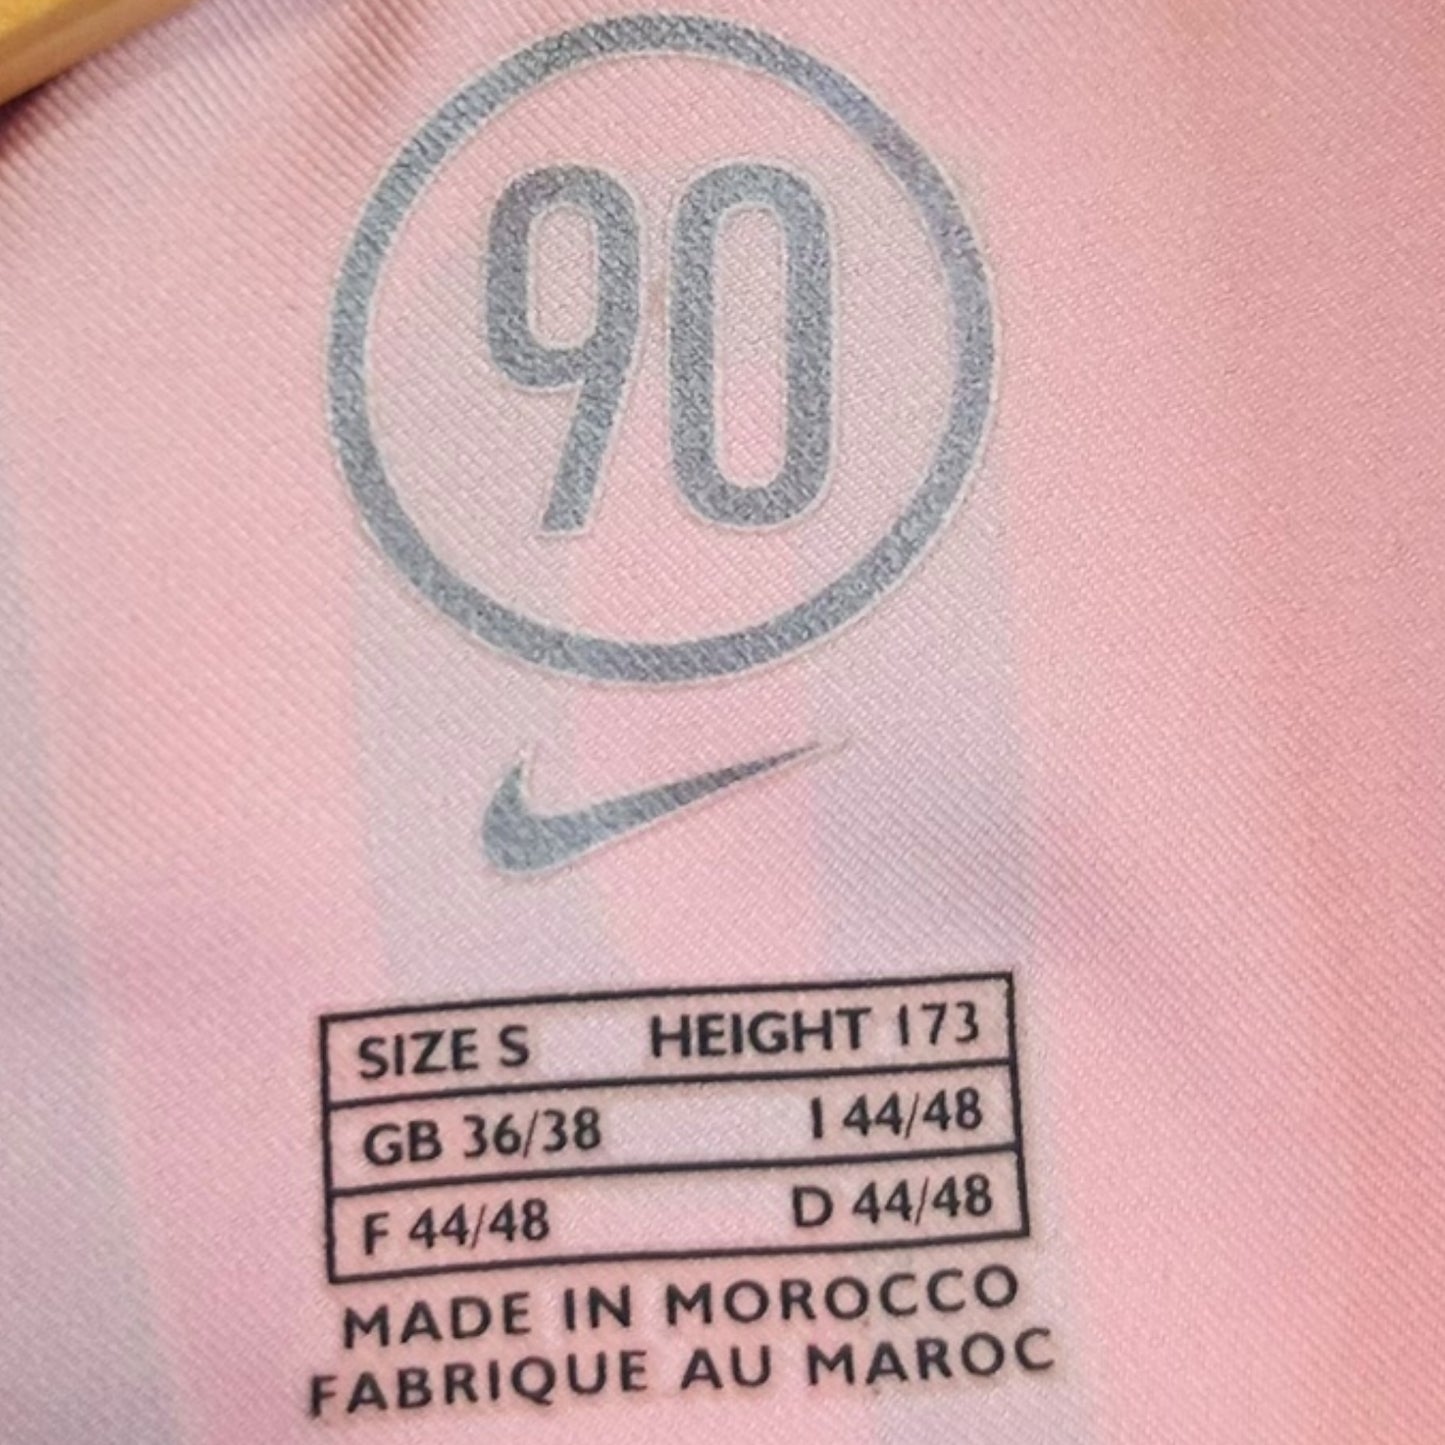 90
SIZE S HEIGHT 173
GB 36/38 I 44/48
F 44/48 D 44/48
MADE IN MOROCCO
FABRIQUE AU MAROC